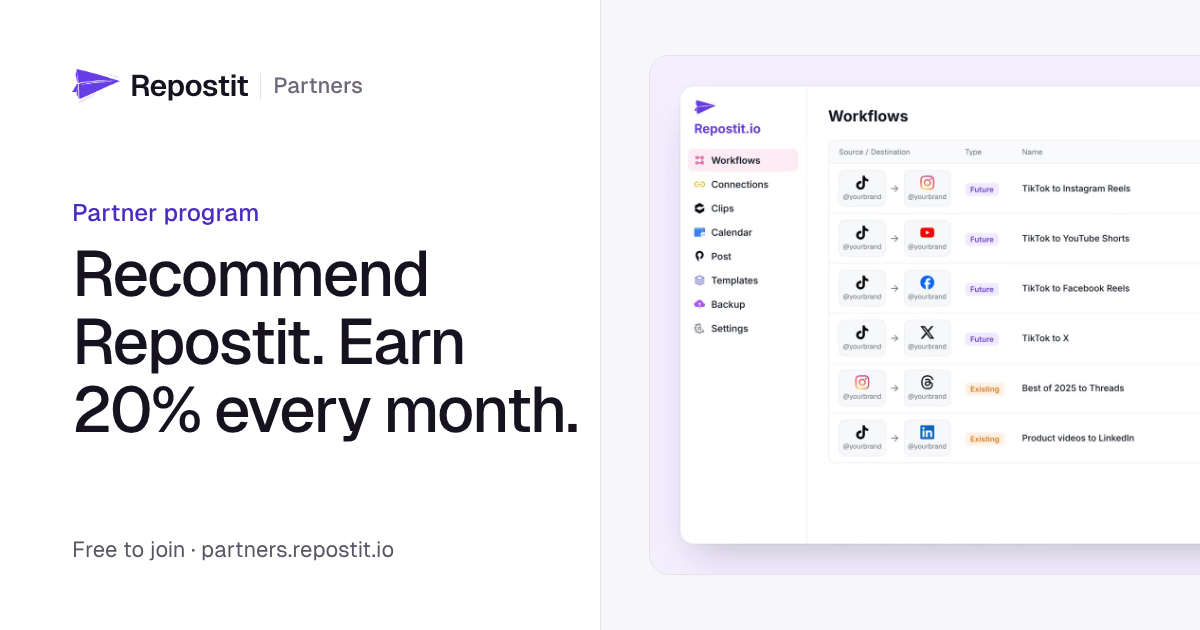 Repostit | Partners
Partner program
Recommend
Repostit. Earn
20% every month.
Free to join · partners.repostit.io
Repostit.io
Workflows
Connections
Clips
Calendar
Post
Templates
Backup
Settings
Workflows
Source / Destination Type Name
@yourbrand → @yourbrand Future TikTok to Instagram Reels
@yourbrand → @yourbrand Future TikTok to YouTube Shorts
@yourbrand → @yourbrand Future TikTok to Facebook Reels
@yourbrand → @yourbrand Future TikTok to X
@yourbrand → @yourbrand Existing Best of 2025 to Threads
@yourbrand → @yourbrand Existing Product videos to LinkedIn